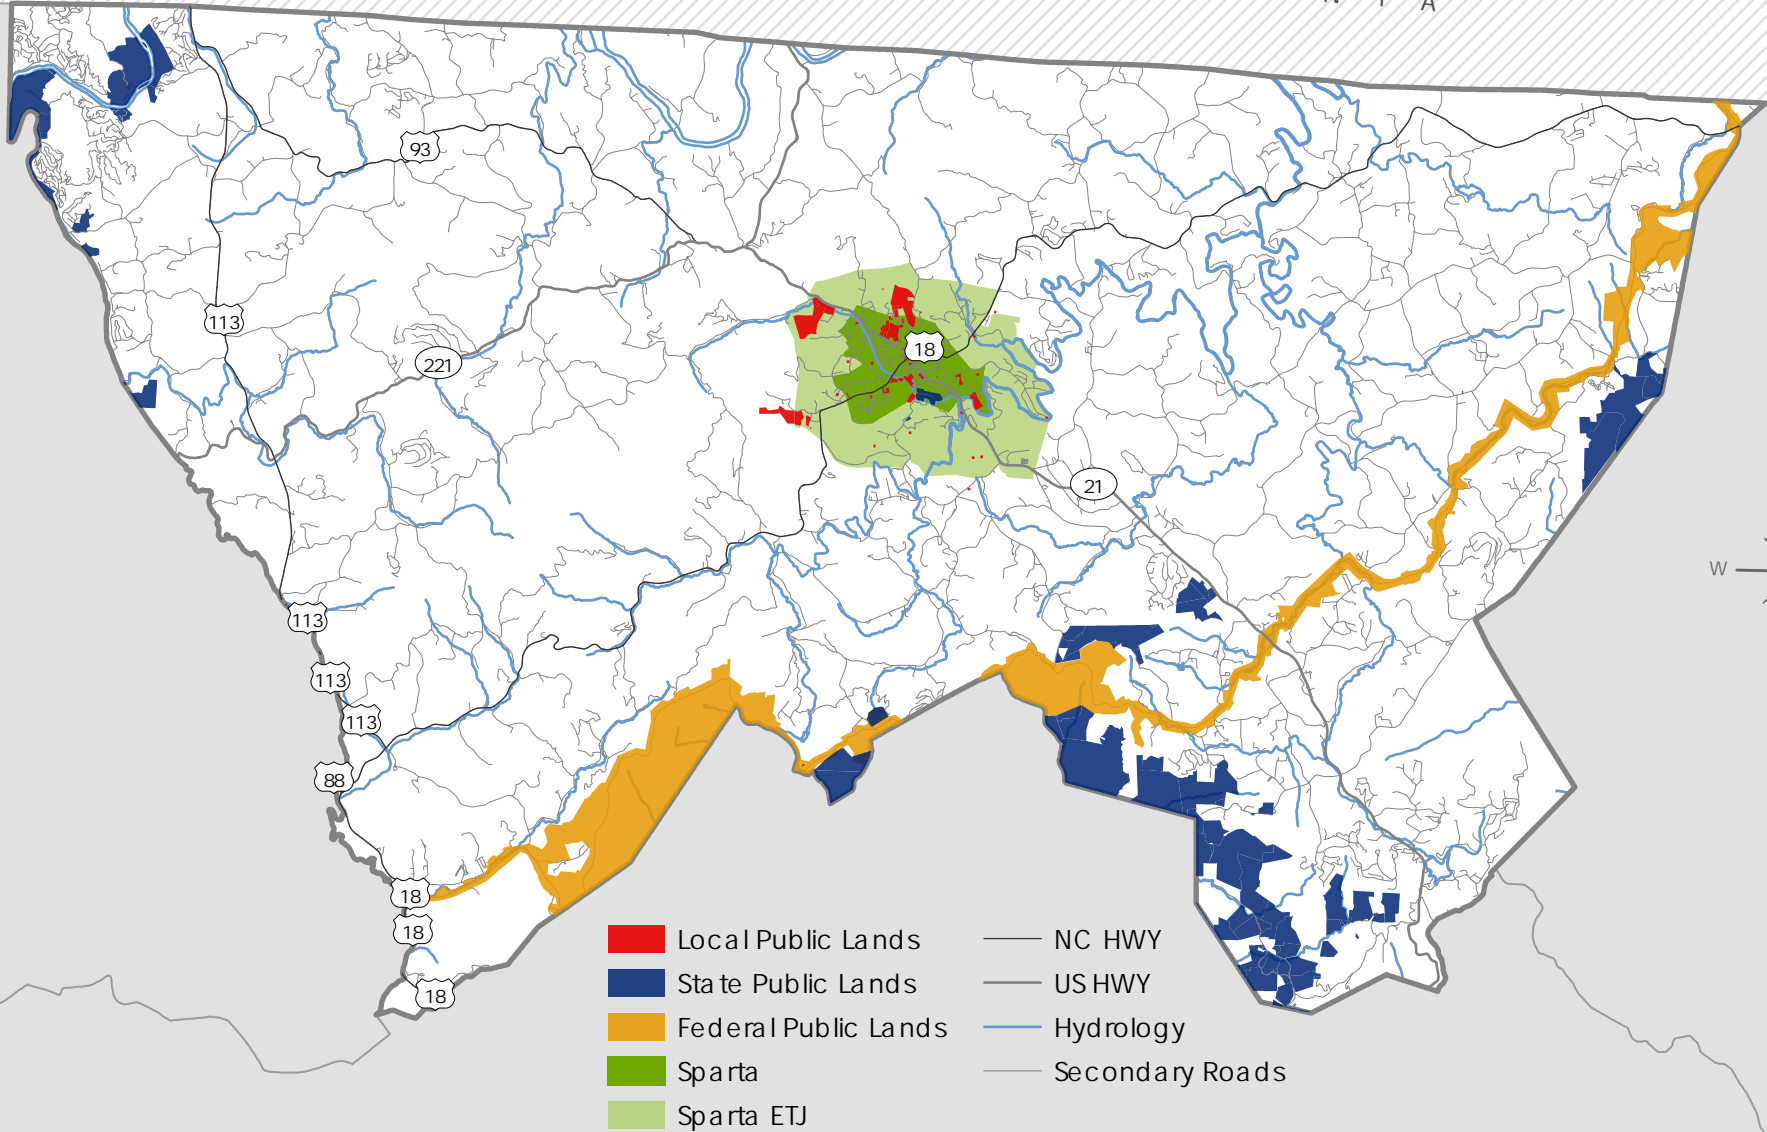 N I A
93
113
18
221
21
W
113
113
113
88
18
18
18
Local Public Lands
State Public Lands
Federal Public Lands
Sparta
Sparta ETJ
NC HWY
US HWY
Hydrology
Secondary Roads